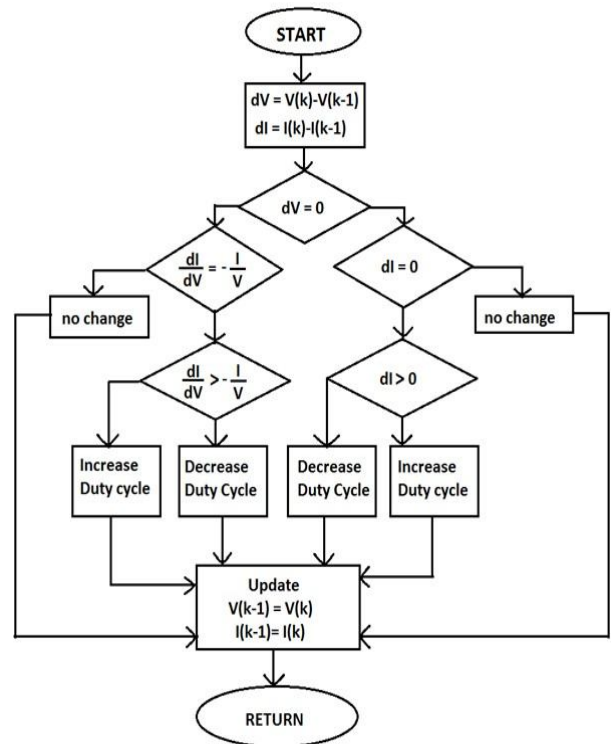 START
dV = V(k)-V(k-1)
dI = I(k)-I(k-1)
dV = 0
dI/dV = - I/V
dI = 0
no change
no change
dI/dV > - I/V
dI > 0
Increase
Duty cycle
Decrease
Duty Cycle
Decrease
Duty Cycle
Increase
Duty cycle
Update
V(k-1) = V(k)
I(k-1)= I(k)
RETURN